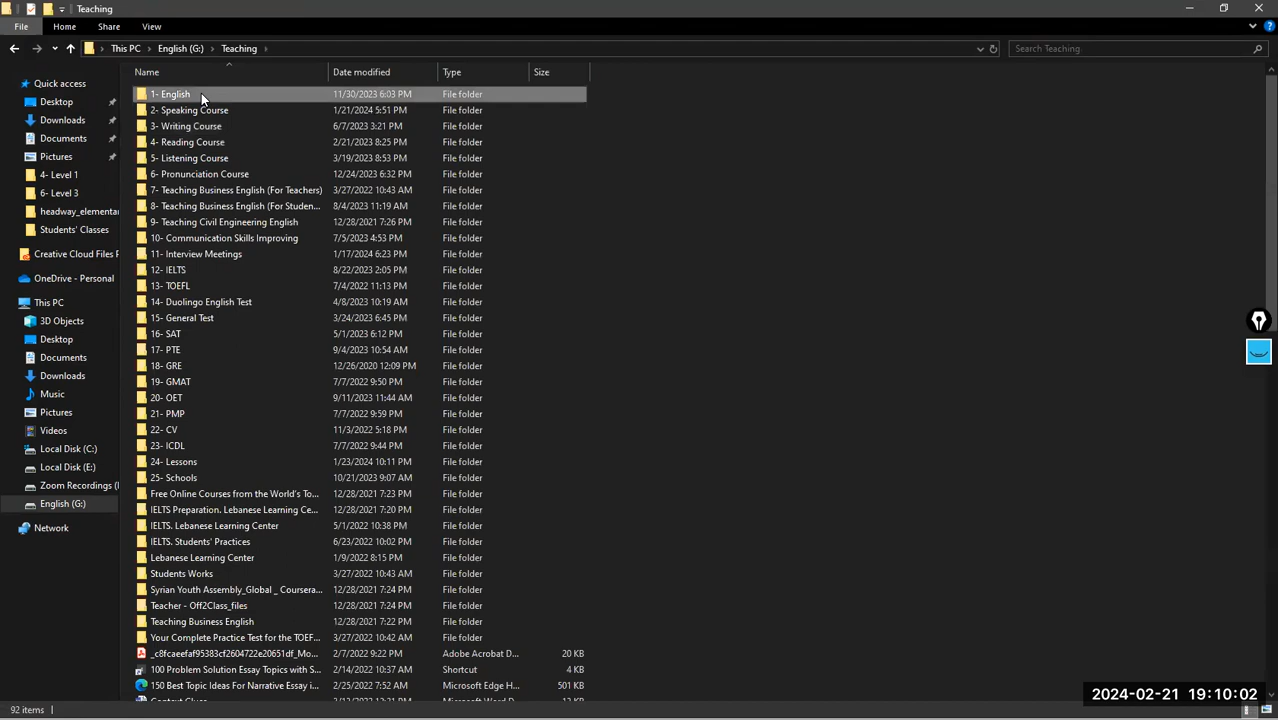 Teaching
File Home Share View
This PC English (G:) Teaching Search Teaching
Name Date modified Type Size
Quick access
Desktop
Downloads
Documents
Pictures
4- Level 1
6- Level 3
headway_elementa
Students' Classes
Creative Cloud Files
OneDrive - Personal
This PC
3D Objects
Desktop
Documents
Downloads
Music
Pictures
Videos
Local Disk (C:)
Local Disk (E:)
Zoom Recordings (
English (G:)
Network
1- English 11/30/2023 6:03 PM File folder
2- Speaking Course 1/21/2024 5:51 PM File folder
3- Writing Course 6/7/2023 3:21 PM File folder
4- Reading Course 2/21/2023 8:25 PM File folder
5- Listening Course 3/19/2023 8:53 PM File folder
6- Pronunciation Course 12/24/2023 6:32 PM File folder
7- Teaching Business English (For Teachers) 3/27/2022 10:43 AM File folder
8- Teaching Business English (For Studen... 8/4/2023 11:19 AM File folder
9- Teaching Civil Engineering English 12/28/2021 7:26 PM File folder
10- Communication Skills Improving 7/5/2023 4:53 PM File folder
11- Interview Meetings 1/17/2024 6:23 PM File folder
12- IELTS 8/22/2023 2:05 PM File folder
13- TOEFL 7/4/2022 11:13 PM File folder
14- Duolingo English Test 4/8/2023 10:19 AM File folder
15- General Test 3/24/2023 6:45 PM File folder
16- SAT 5/1/2023 6:12 PM File folder
17- PTE 9/4/2023 10:54 AM File folder
18- GRE 12/26/2020 12:09 PM File folder
19- GMAT 7/7/2022 9:50 PM File folder
20- OET 9/11/2023 11:44 AM File folder
21- PMP 7/7/2022 9:59 PM File folder
22- CV 11/3/2022 5:18 PM File folder
23- ICDL 7/7/2022 9:44 PM File folder
24- Lessons 1/23/2024 10:11 PM File folder
25- Schools 10/21/2023 9:07 AM File folder
Free Online Courses from the World's To... 12/28/2021 7:23 PM File folder
IELTS Preparation. Lebanese Learning Ce... 12/28/2021 7:20 PM File folder
IELTS. Lebanese Learning Center 5/1/2022 10:38 PM File folder
IELTS. Students' Practices 6/23/2022 10:02 PM File folder
Lebanese Learning Center 1/9/2022 8:15 PM File folder
Students Works 3/27/2022 10:43 AM File folder
Syrian Youth Assembly_Global _ Coursera... 12/28/2021 7:24 PM File folder
Teacher - Off2Class_files 12/28/2021 7:24 PM File folder
Teaching Business English 12/28/2021 7:22 PM File folder
Your Complete Practice Test for the TOEF... 3/27/2022 10:42 AM File folder
_c8fcaeefaf95383cf2604722e20651df_Mo... 2/7/2022 9:22 PM Adobe Acrobat D... 20 KB
100 Problem Solution Essay Topics with S... 2/14/2022 10:37 AM Shortcut 4 KB
150 Best Topic Ideas For Narrative Essay i... 2/25/2022 7:52 AM Microsoft Edge H... 501 KB
92 items
2024-02-21 19:10:02